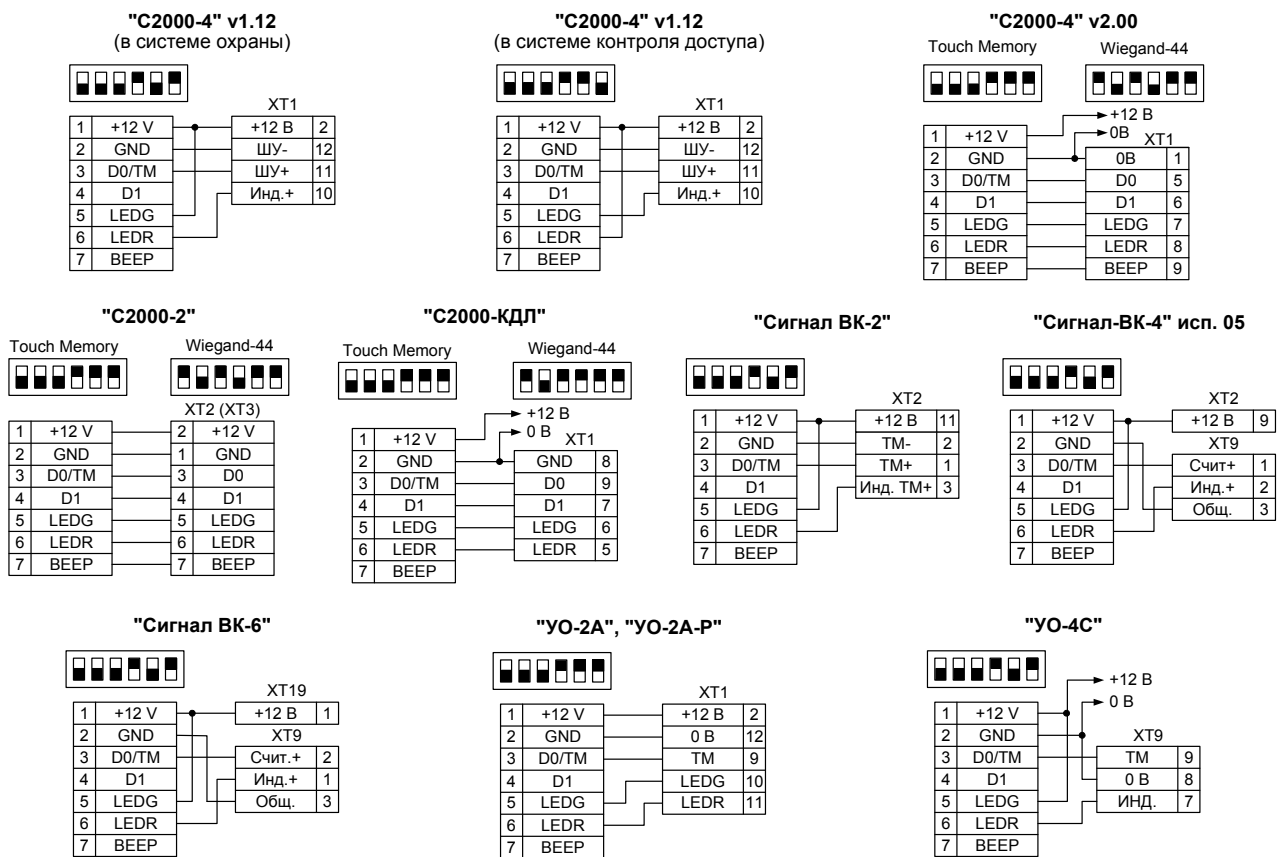 "С2000-4" v1.12
(в системе охраны)
XT1
1 +12 V +12 В 2
2 GND ШУ- 12
3 D0/TM ШУ+ 11
4 D1 Инд.+ 10
5 LEDG
6 LEDR
7 BEEP
"С2000-4" v1.12
(в системе контроля доступа)
XT1
1 +12 V +12 В 2
2 GND ШУ- 12
3 D0/TM ШУ+ 11
4 D1 Инд.+ 10
5 LEDG
6 LEDR
7 BEEP
"С2000-4" v2.00
Touch Memory Wiegand-44
+12 В
0В
XT1
1 +12 V
2 GND 0В 1
3 D0/TM D0 5
4 D1 D1 6
5 LEDG LEDG 7
6 LEDR LEDR 8
7 BEEP BEEP 9
"С2000-2"
Touch Memory Wiegand-44
XT2 (XT3)
1 +12 V 2 +12 V
2 GND 1 GND
3 D0/TM 3 D0
4 D1 4 D1
5 LEDG 5 LEDG
6 LEDR 6 LEDR
7 BEEP 7 BEEP
"С2000-КДЛ"
Touch Memory Wiegand-44
+12 В
0 В
XT1
1 +12 V
2 GND GND 8
3 D0/TM D0 9
4 D1 D1 7
5 LEDG LEDG 6
6 LEDR LEDR 5
7 BEEP
"Сигнал ВК-2"
XT2
1 +12 V +12 В 11
2 GND TM- 2
3 D0/TM TM+ 1
4 D1 Инд. TM+ 3
5 LEDG
6 LEDR
7 BEEP
"Сигнал-ВК-4" исп. 05
XT2
1 +12 V +12 В 9
2 GND XT9
3 D0/TM Счит+ 1
4 D1 Инд.+ 2
5 LEDG Общ. 3
6 LEDR
7 BEEP
"Сигнал ВК-6"
XT19
1 +12 V +12 В 1
2 GND XT9
3 D0/TM Счит.+ 2
4 D1 Инд.+ 1
5 LEDG Общ. 3
6 LEDR
7 BEEP
"УО-2А", "УО-2А-Р"
XT1
1 +12 V +12 В 2
2 GND 0 В 12
3 D0/TM TM 9
4 D1 LEDG 10
5 LEDG LEDR 11
6 LEDR
7 BEEP
"УО-4С"
+12 В
0 В
1 +12 V
2 GND XT9
3 D0/TM TM 9
4 D1 0 В 8
5 LEDG ИНД. 7
6 LEDR
7 BEEP